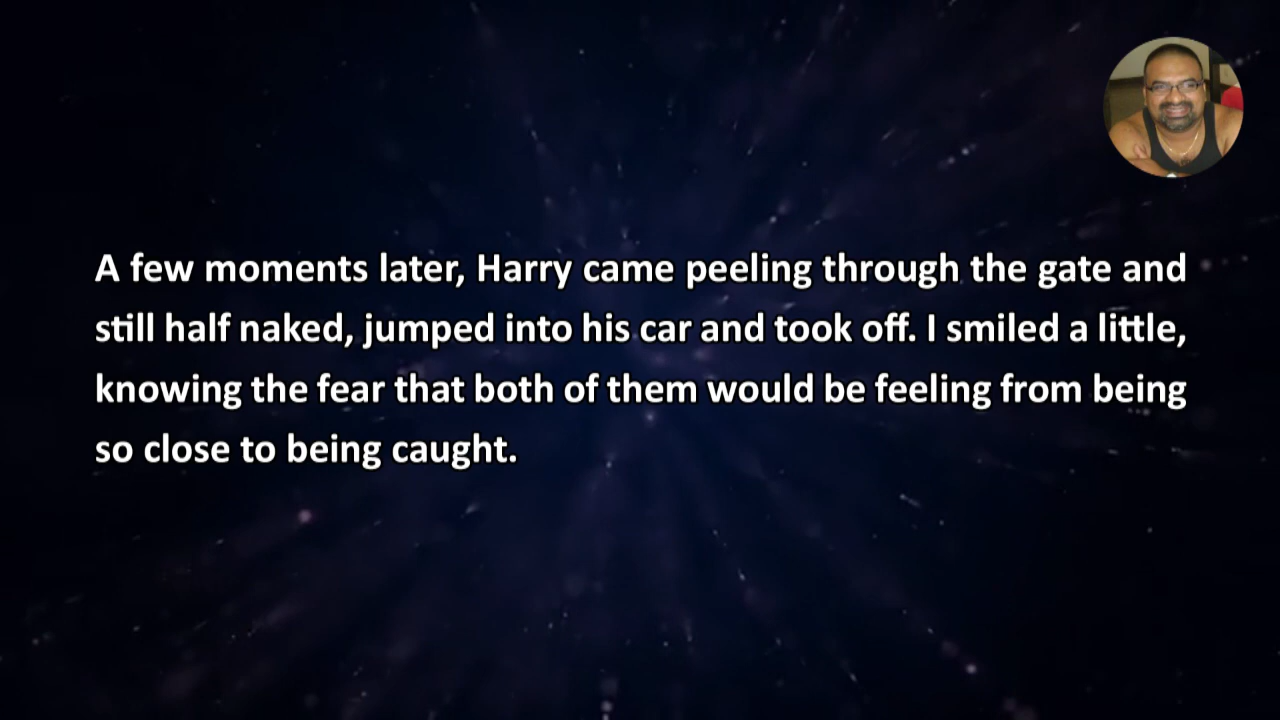 A few moments later, Harry came peeling through the gate and
still half naked, jumped into his car and took off. I smiled a little,
knowing the fear that both of them would be feeling from being
so close to being caught.